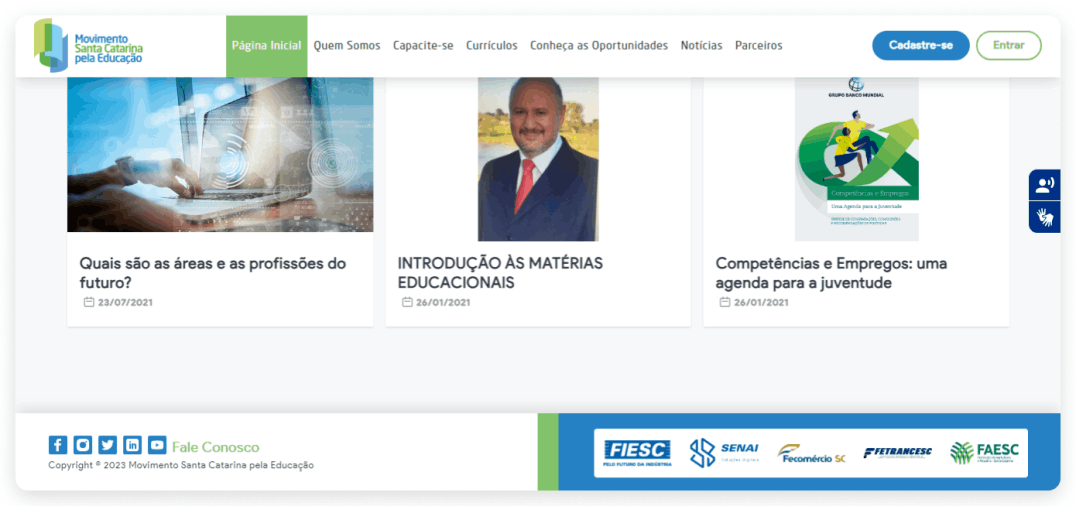 Movimento
Santa Catarina
pela Educação
Página Inicial
Quem Somos
Capacite-se
Currículos
Conheça as Oportunidades
Notícias
Parceiros
Cadastre-se
Entrar
GRUPO BANCO MUNDIAL
Competências e Empregos
Uma Agenda para a Juventude
Quais são as áreas e as profissões do
futuro?
23/07/2021
INTRODUÇÃO ÀS MATÉRIAS
EDUCACIONAIS
26/01/2021
Competências e Empregos: uma
agenda para a juventude
26/01/2021
Fale Conosco
Copyright ® 2023 Movimento Santa Catarina pela Educação
FIESC
PELO FUTURO DA INDÚSTRIA
SENAI
Fecomércio SC
FETRANCESC
FAESC